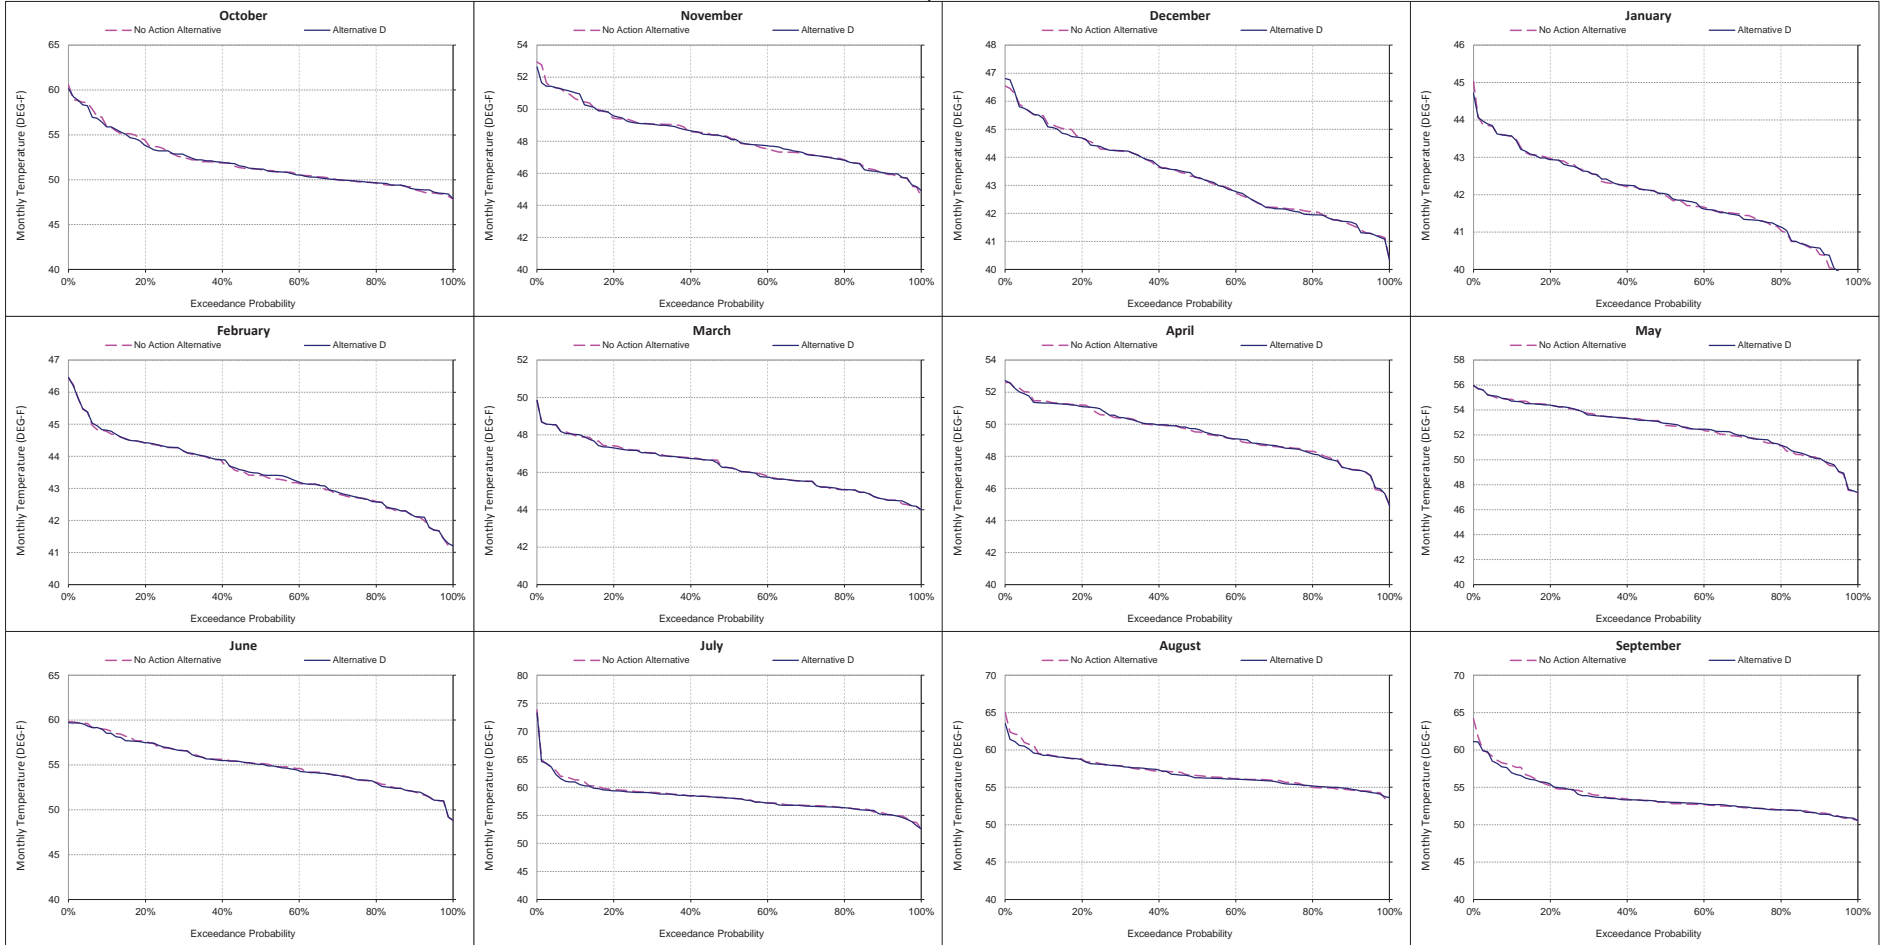 October
No Action Alternative Alternative D
Monthly Temperature (DEG-F)
65
60
55
50
45
40
0% 20% 40% 60% 80% 100%
Exceedance Probability
November
No Action Alternative Alternative D
Monthly Temperature (DEG-F)
54
52
50
48
46
44
42
40
0% 20% 40% 60% 80% 100%
Exceedance Probability
December
No Action Alternative Alternative D
Monthly Temperature (DEG-F)
48
47
46
45
44
43
42
41
40
0% 20% 40% 60% 80% 100%
Exceedance Probability
January
No Action Alternative Alternative D
Monthly Temperature (DEG-F)
46
45
44
43
42
41
40
0% 20% 40% 60% 80% 100%
Exceedance Probability
February
No Action Alternative Alternative D
Monthly Temperature (DEG-F)
47
46
45
44
43
42
41
40
0% 20% 40% 60% 80% 100%
Exceedance Probability
March
No Action Alternative Alternative D
Monthly Temperature (DEG-F)
52
50
48
46
44
42
40
0% 20% 40% 60% 80% 100%
Exceedance Probability
April
No Action Alternative Alternative D
Monthly Temperature (DEG-F)
54
52
50
48
46
44
42
40
0% 20% 40% 60% 80% 100%
Exceedance Probability
May
No Action Alternative Alternative D
Monthly Temperature (DEG-F)
58
56
54
52
50
48
46
44
42
40
0% 20% 40% 60% 80% 100%
Exceedance Probability
June
No Action Alternative Alternative D
Monthly Temperature (DEG-F)
65
60
55
50
45
40
0% 20% 40% 60% 80% 100%
Exceedance Probability
July
No Action Alternative Alternative D
Monthly Temperature (DEG-F)
80
75
70
65
60
55
50
45
40
0% 20% 40% 60% 80% 100%
Exceedance Probability
August
No Action Alternative Alternative D
Monthly Temperature (DEG-F)
70
65
60
55
50
45
40
0% 20% 40% 60% 80% 100%
Exceedance Probability
September
No Action Alternative Alternative D
Monthly Temperature (DEG-F)
70
65
60
55
50
45
40
0% 20% 40% 60% 80% 100%
Exceedance Probability